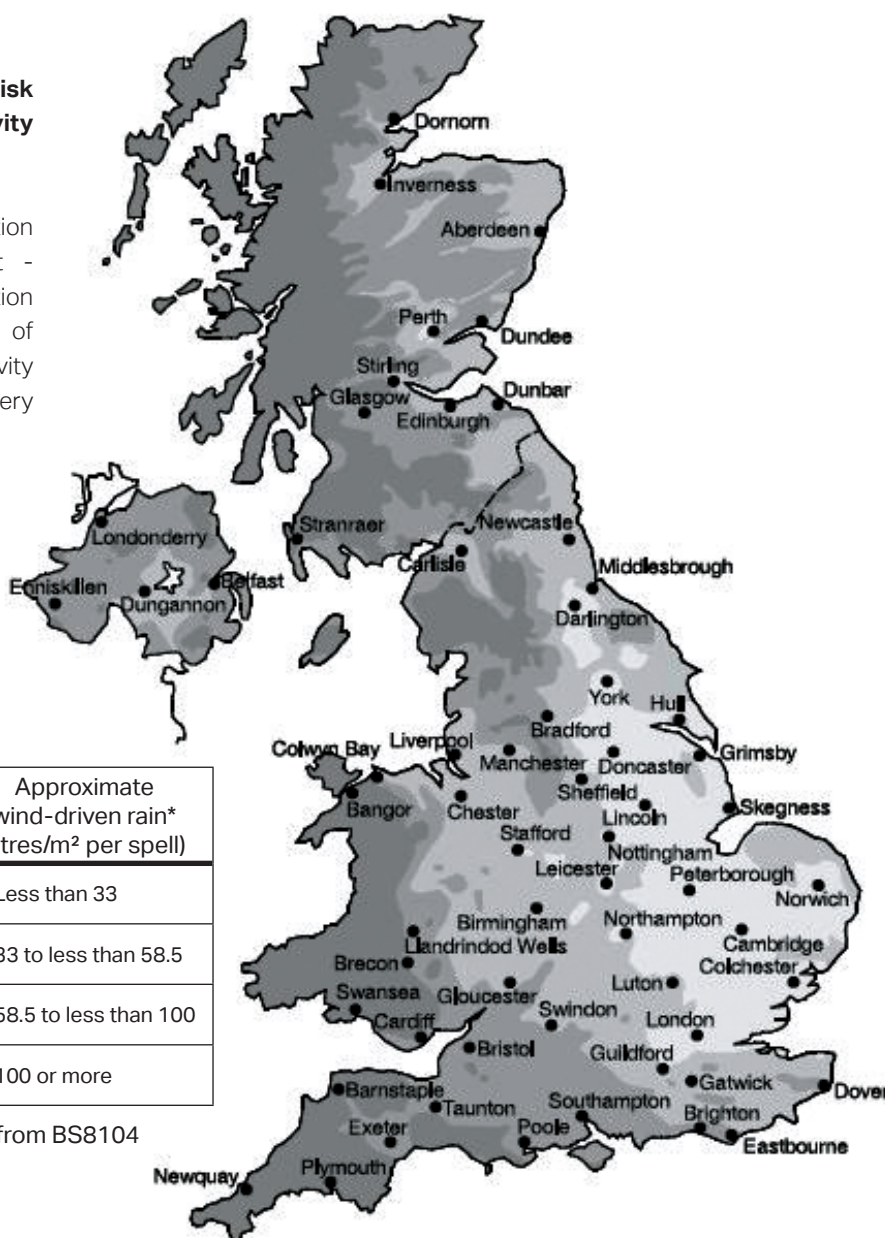 isk
vity
tion
t -
tion
of
vity
ery
Dornorn
Inverness
Aberdeen
Perth
Dundee
Stirling
Glasgow
Dunbar
Edinburgh
Londonderry
Stranraer
Newcastle
Carlisle
Enniskillen
Belfast
Middlesbrough
Dungannon
Darlington
York
Hull
Bradford
Colwyn Bay
Liverpool
Manchester
Doncaster
Grimsby
Bangor
Chester
Sheffield
Skegness
Lincoln
Stafford
Nottingham
Leicester
Peterborough
Norwich
Birmingham
Northampton
Llandrindod Wells
Cambridge
Brecon
Colchester
Swansea
Gloucester
Luton
Cardiff
Swindon
London
Bristol
Guildford
Barnstaple
Gatwick
Dover
Taunton
Southampton
Brighton
Exeter
Poole
Eastbourne
Newquay
Plymouth
Approximate
wind-driven rain*
tres/m² per spell)
Less than 33
33 to less than 58.5
58.5 to less than 100
100 or more
from BS8104